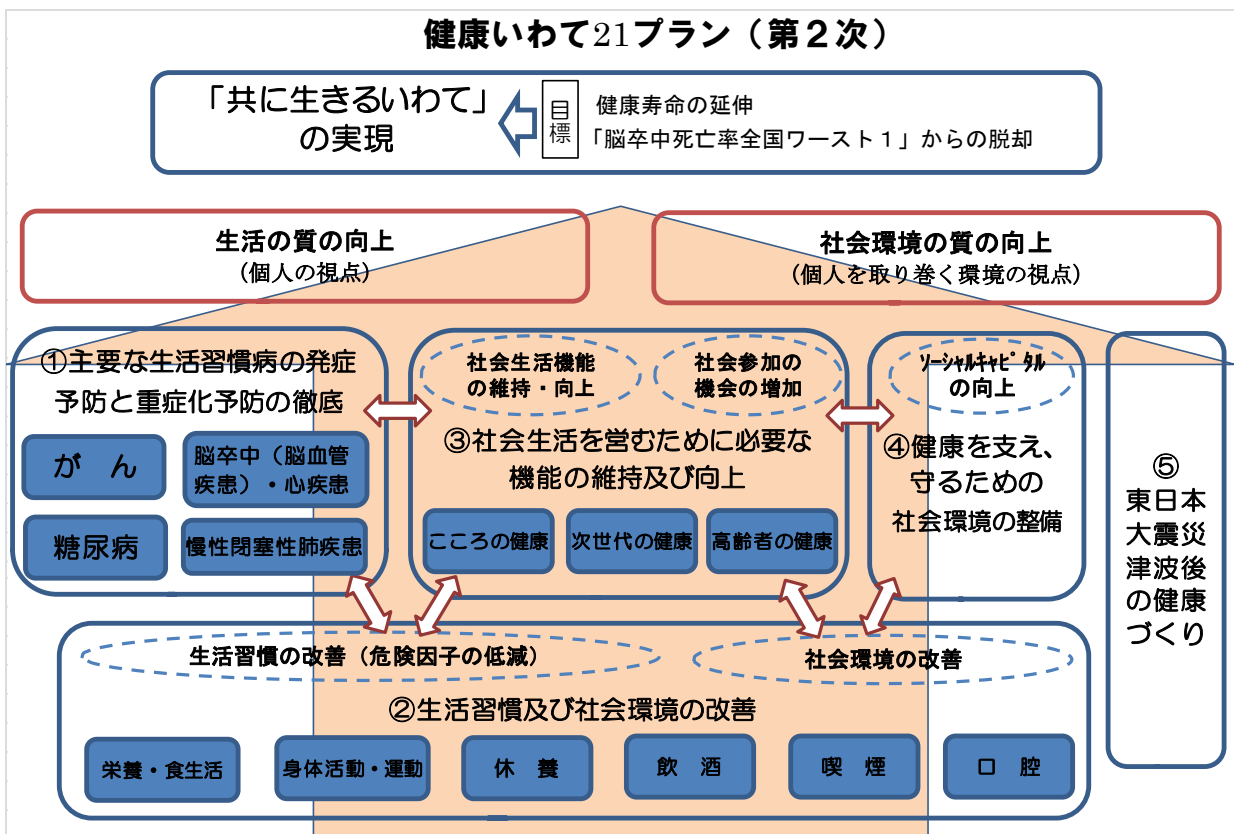 健康いわて21プラン（第２次）
「共に生きるいわて」
の実現
目標
健康寿命の延伸
「脳卒中死亡率全国ワースト１」からの脱却
生活の質の向上
（個人の視点）
社会環境の質の向上
（個人を取り巻く環境の視点）
①主要な生活習慣病の発症
予防と重症化予防の徹底
がん
脳卒中（脳血管
疾患）・心疾患
糖尿病
慢性閉塞性肺疾患
社会生活機能
の維持・向上
社会参加の
機会の増加
③社会生活を営むために必要な
機能の維持及び向上
こころの健康
次世代の健康
高齢者の健康
ｿｰｼｬﾙｷｬﾋﾟﾀﾙ
の向上
④健康を支え、
守るための
社会環境の整備
⑤
東日本
大震災
津波後
の健康
づくり
生活習慣の改善（危険因子の低減）
社会環境の改善
②生活習慣及び社会環境の改善
栄養・食生活
身体活動・運動
休養
飲酒
喫煙
口腔